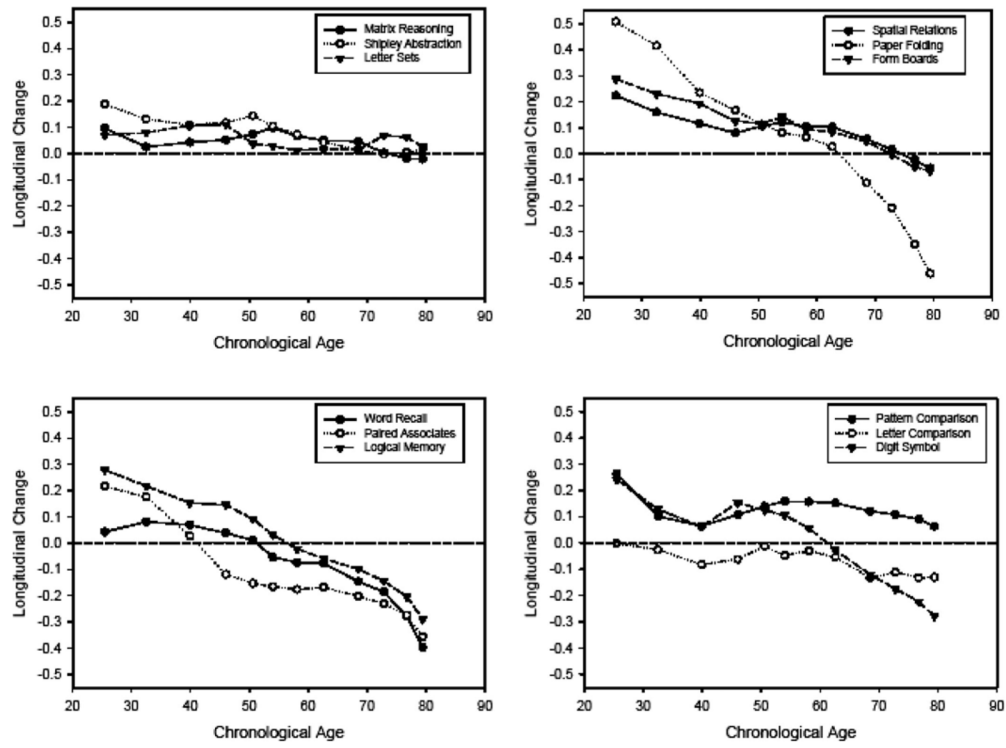 Matrix Reasoning
Shipley Abstraction
Letter Sets
Longitudinal Change
0.5
0.4
0.3
0.2
0.1
0.0
-0.1
-0.2
-0.3
-0.4
-0.5
20 30 40 50 60 70 80 90
Chronological Age
Spatial Relations
Paper Folding
Form Boards
Longitudinal Change
0.5
0.4
0.3
0.2
0.1
0.0
-0.1
-0.2
-0.3
-0.4
-0.5
20 30 40 50 60 70 80 90
Chronological Age
Word Recall
Paired Associates
Logical Memory
Longitudinal Change
0.5
0.4
0.3
0.2
0.1
0.0
-0.1
-0.2
-0.3
-0.4
-0.5
20 30 40 50 60 70 80 90
Chronological Age
Pattern Comparison
Letter Comparison
Digit Symbol
Longitudinal Change
0.5
0.4
0.3
0.2
0.1
0.0
-0.1
-0.2
-0.3
-0.4
-0.5
20 30 40 50 60 70 80 90
Chronological Age